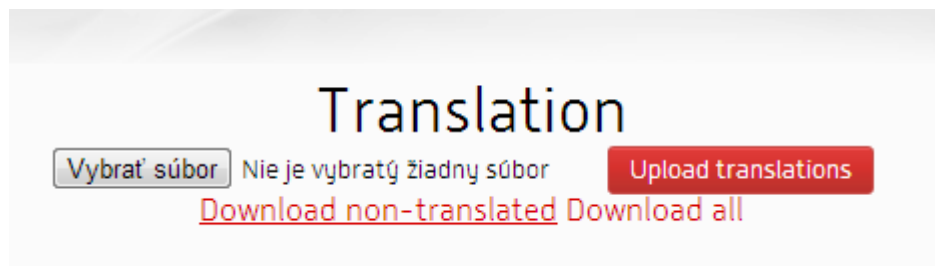 Translation
Vybrať súbor Nie je vybratý žiadny súbor Upload translations
Download non-translated Download all